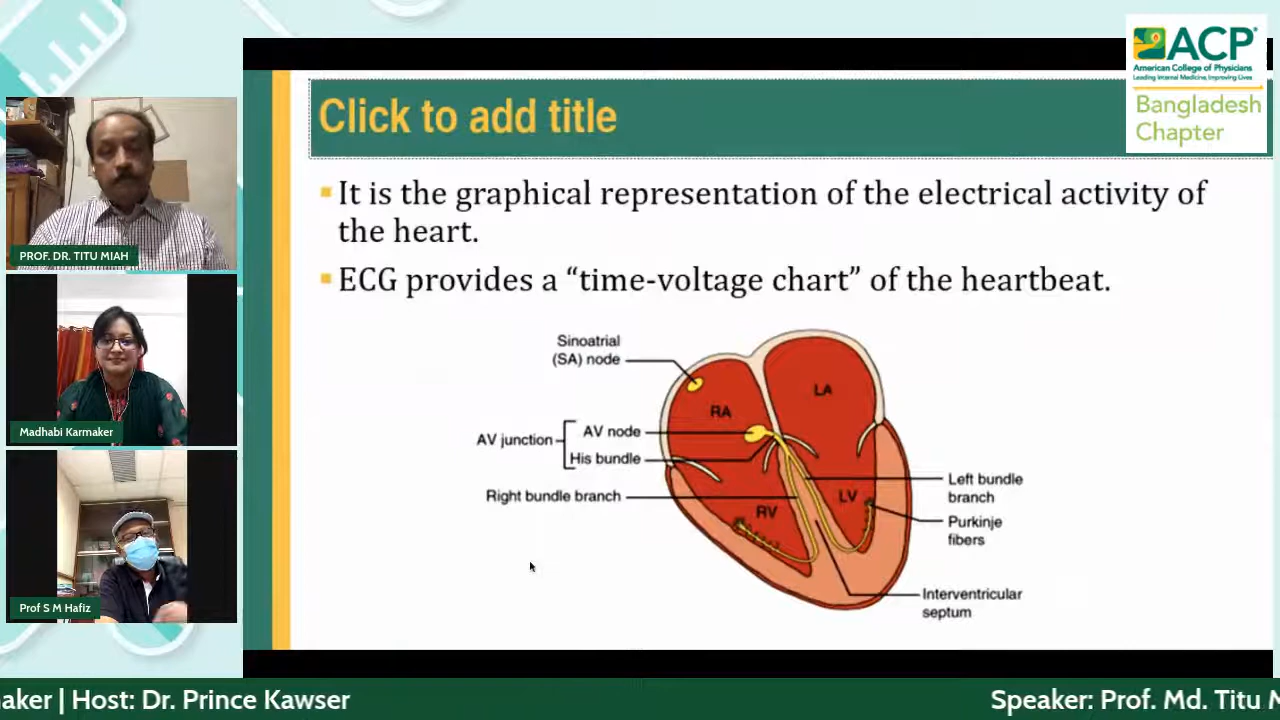 ACP
American College of Physicians
Leading Internal Medicine, Improving Lives
Bangladesh
Chapter
Click to add title
It is the graphical representation of the electrical activity of
the heart.
ECG provides a “time-voltage chart” of the heartbeat.
Sinoatrial
(SA) node
AV junction
AV node
His bundle
Right bundle branch
RA
LA
RV
LV
Left bundle
branch
Purkinje
fibers
Interventricular
septum
PROF. DR. TITU MIAH
Madhabi Karmaker
Prof S M Hafiz
maker | Host: Dr. Prince Kawser
Speaker: Prof. Md. Titu M